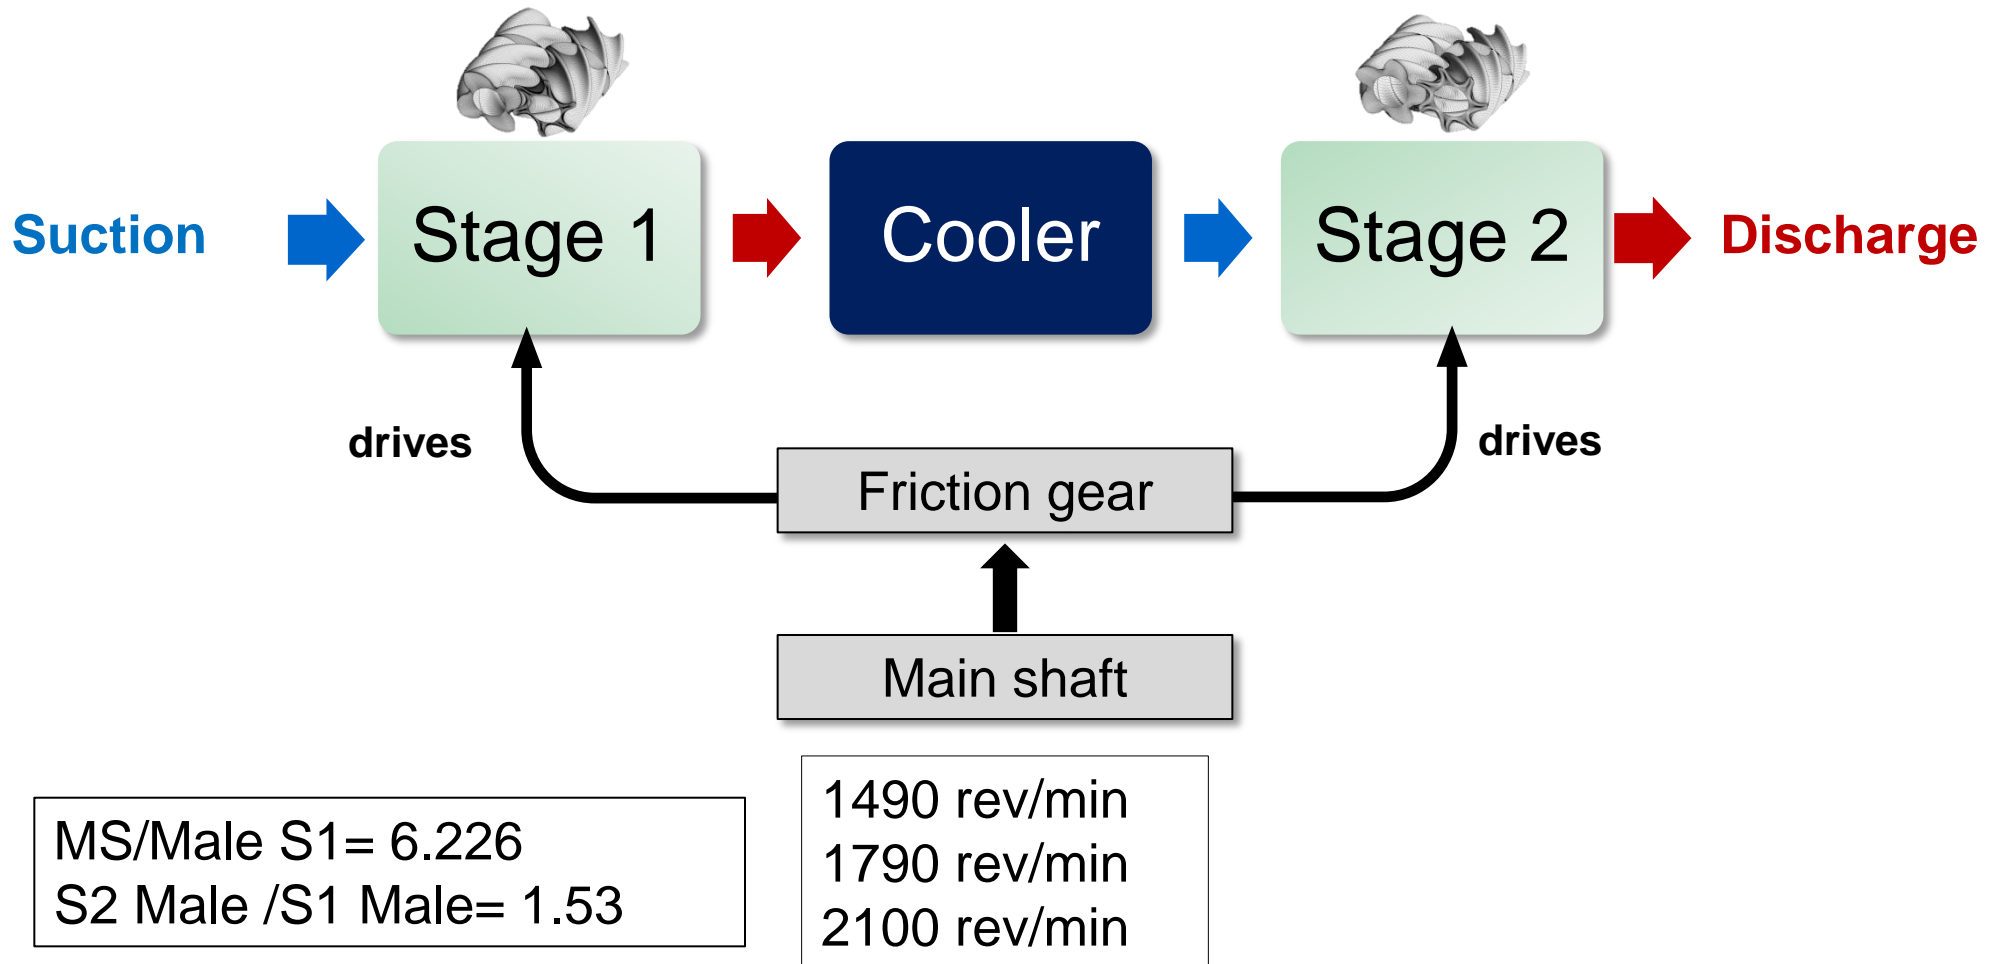 Suction
Stage 1
Cooler
Stage 2
Discharge
drives
drives
Friction gear
Main shaft
MS/Male S1= 6.226
S2 Male /S1 Male= 1.53
1490 rev/min
1790 rev/min
2100 rev/min